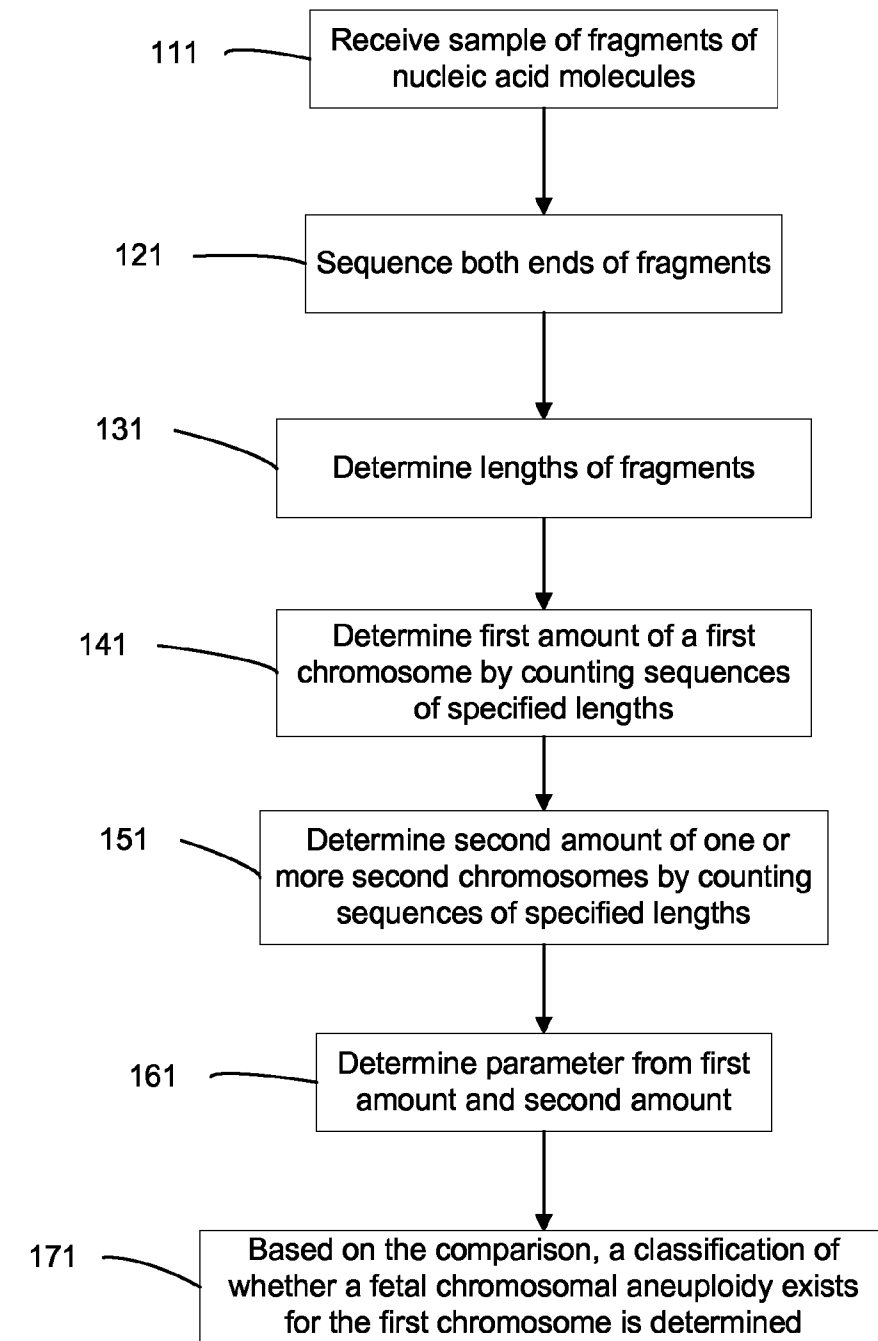 111
Receive sample of fragments of
nucleic acid molecules
121
Sequence both ends of fragments
131
Determine lengths of fragments
141
Determine first amount of a first
chromosome by counting sequences
of specified lengths
151
Determine second amount of one or
more second chromosomes by counting
sequences of specified lengths
161
Determine parameter from first
amount and second amount
171
Based on the comparison, a classification of
whether a fetal chromosomal aneuploidy exists
for the first chromosome is determined